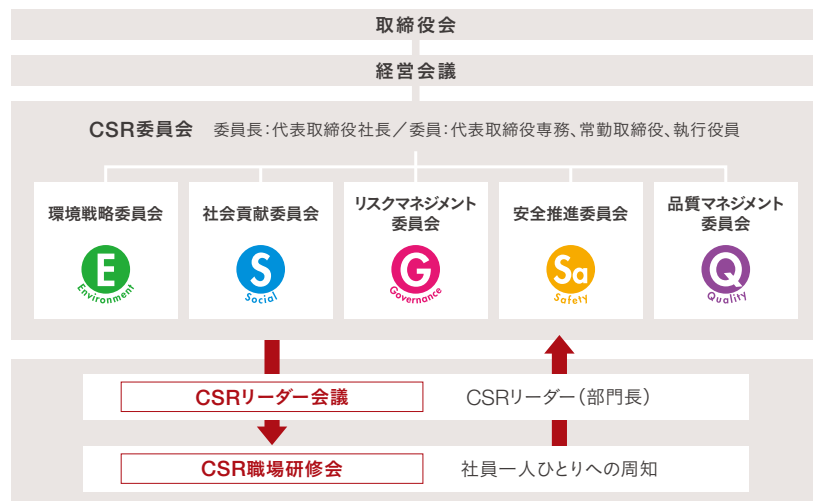 取締役会
経営会議
CSR委員会 委員長:代表取締役社長/委員:代表取締役専務、常勤取締役、執行役員
環境戦略委員会
E
Environment
社会貢献委員会
S
Social
リスクマネジメント
委員会
G
Governance
安全推進委員会
Sa
Safety
品質マネジメント
委員会
Q
Quality
CSRリーダー会議 CSRリーダー(部門長)
CSR職場研修会 社員一人ひとりへの周知